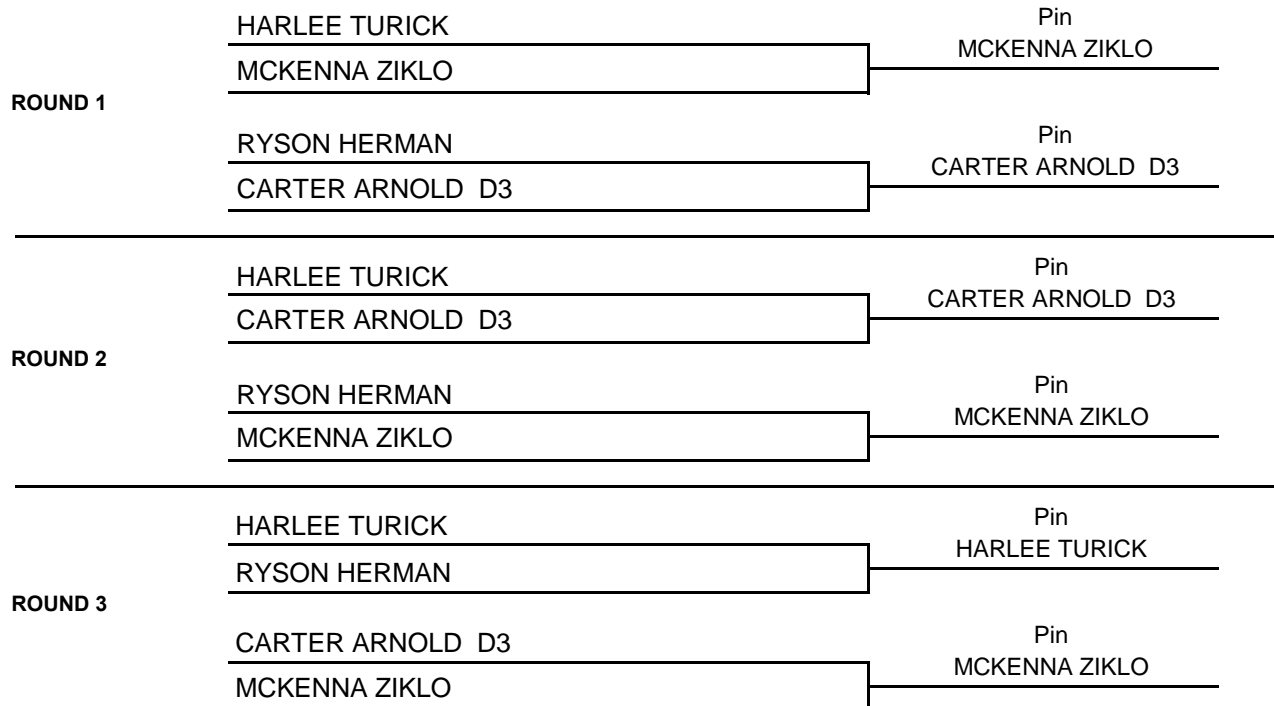 HARLEE TURICK
Pin
MCKENNA ZIKLO
MCKENNA ZIKLO
ROUND 1
RYSON HERMAN
Pin
CARTER ARNOLD D3
CARTER ARNOLD D3
HARLEE TURICK
Pin
CARTER ARNOLD D3
CARTER ARNOLD D3
ROUND 2
RYSON HERMAN
Pin
MCKENNA ZIKLO
MCKENNA ZIKLO
HARLEE TURICK
Pin
HARLEE TURICK
RYSON HERMAN
ROUND 3
CARTER ARNOLD D3
Pin
MCKENNA ZIKLO
MCKENNA ZIKLO